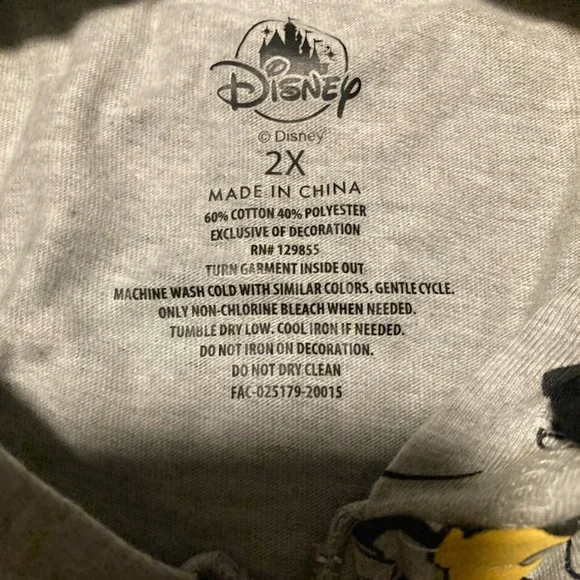 Disney
© Disney
2X
MADE IN CHINA
60% COTTON 40% POLYESTER
EXCLUSIVE OF DECORATION
RN# 129855
TURN GARMENT INSIDE OUT
MACHINE WASH COLD WITH SIMILAR COLORS. GENTLE CYCLE.
ONLY NON-CHLORINE BLEACH WHEN NEEDED.
TUMBLE DRY LOW. COOL IRON IF NEEDED.
DO NOT IRON ON DECORATION.
DO NOT DRY CLEAN
FAC-025179-20015